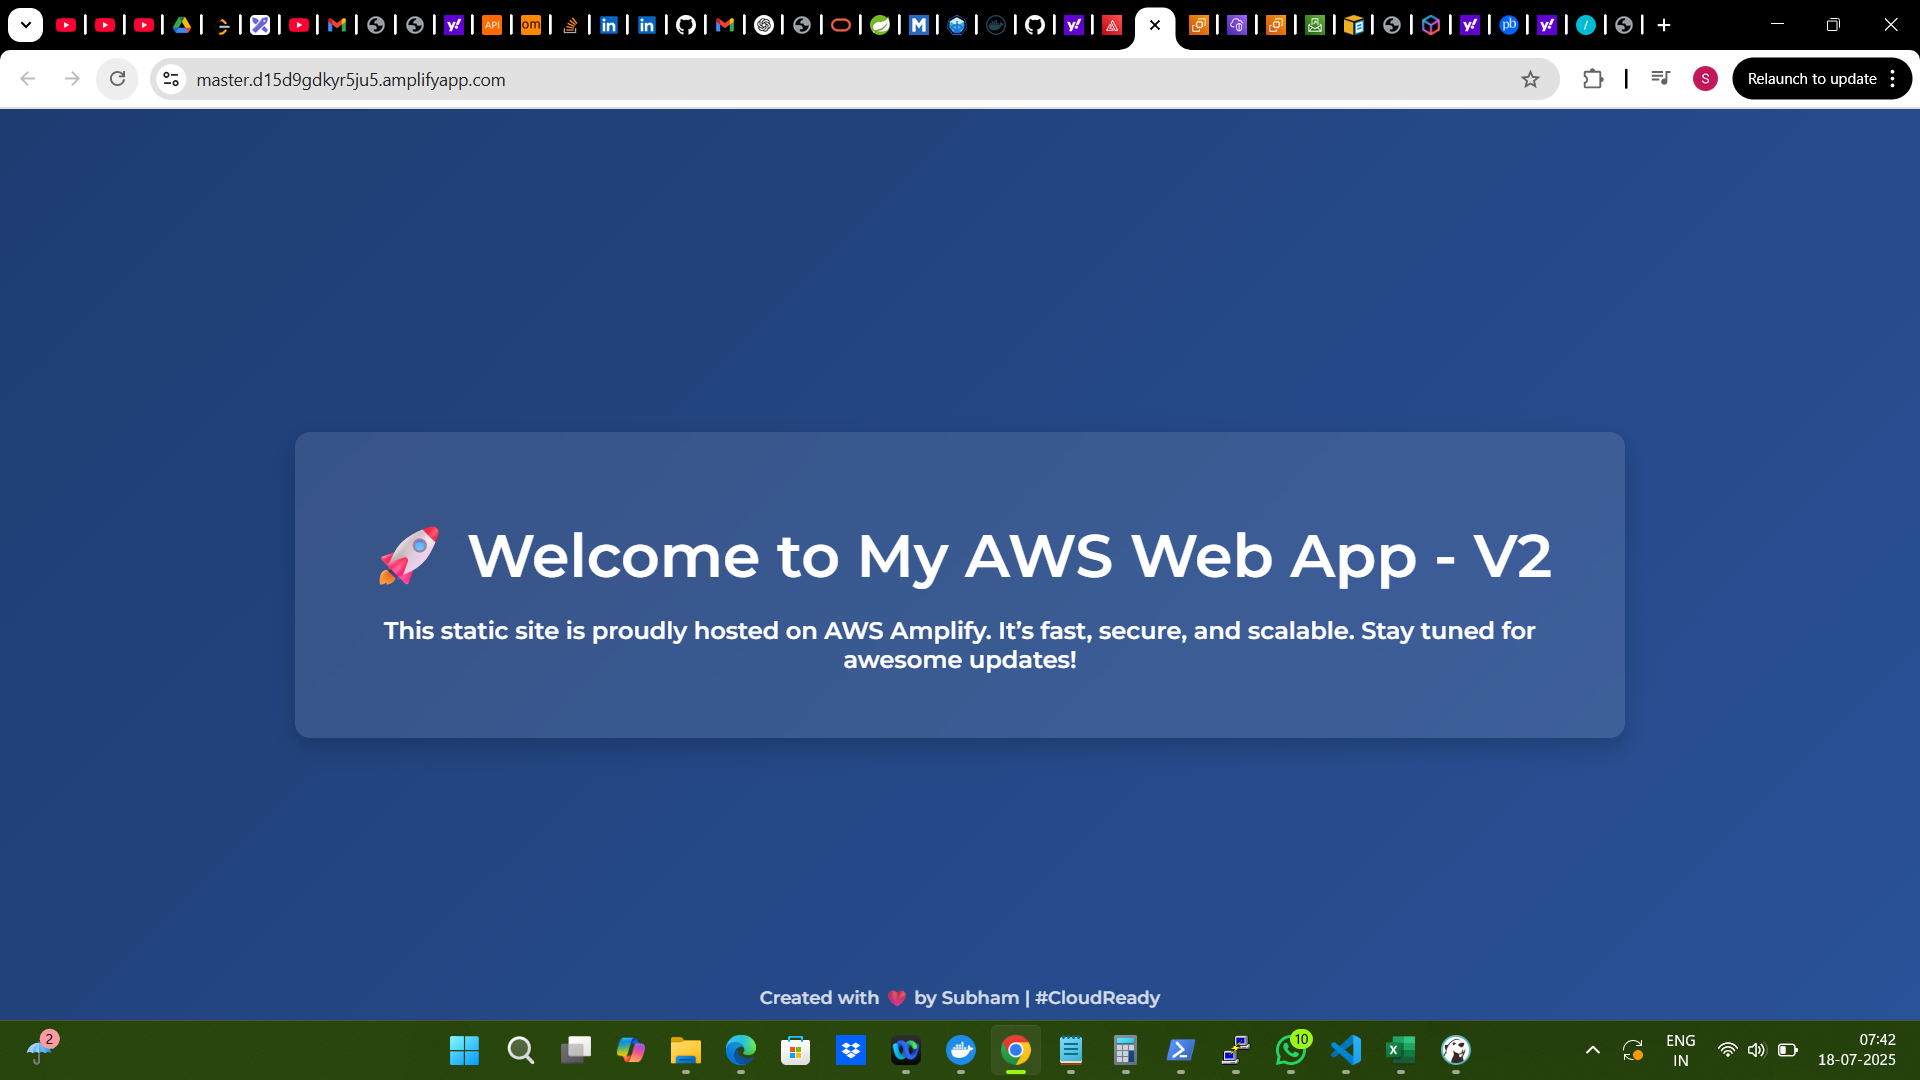 master.d15d9gdkyr5ju5.amplifyapp.com
S
Relaunch to update
🚀 Welcome to My AWS Web App - V2
This static site is proudly hosted on AWS Amplify. It’s fast, secure, and scalable. Stay tuned for
awesome updates!
Created with 💔 by Subham | #CloudReady
2
10
ENG
IN
07:42
18-07-2025